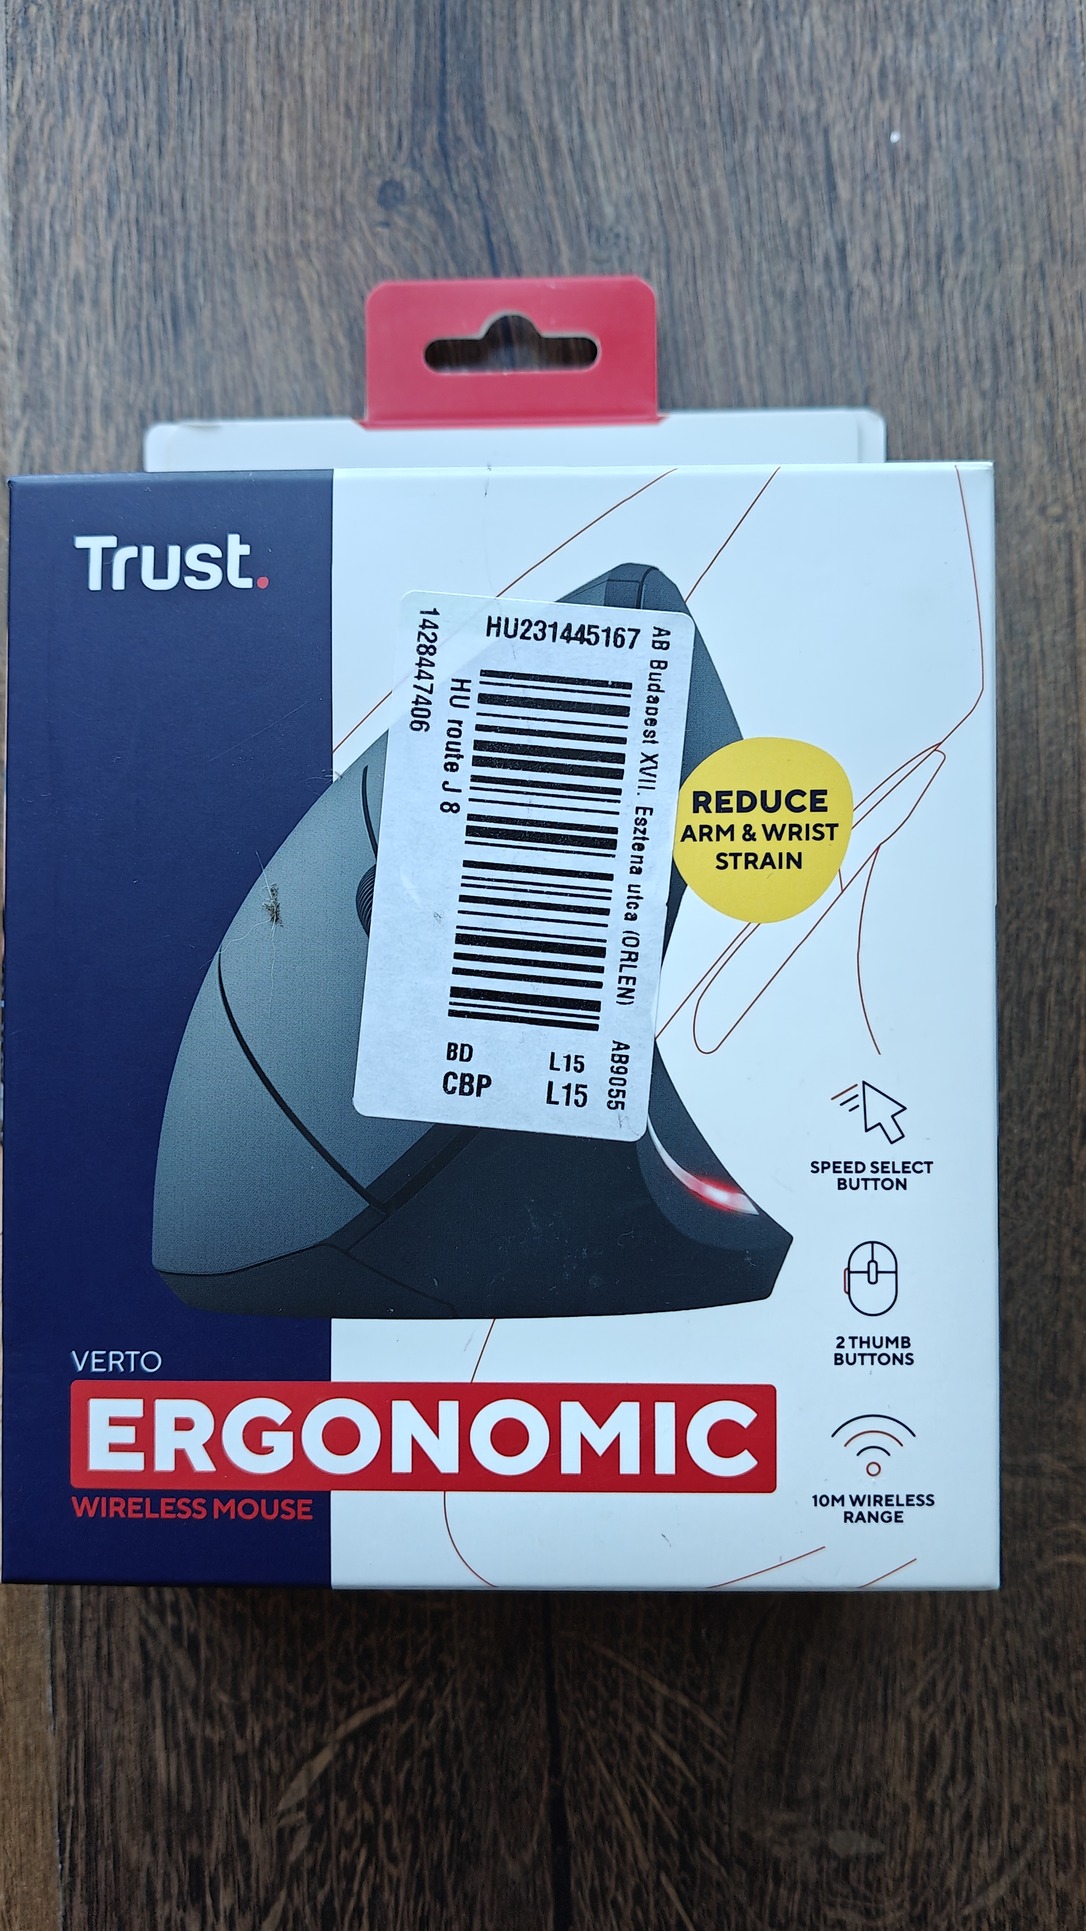 Trust.
HU231445167
1428447406
HU route J 8
AB Budapest XVII. Esztena utca (ORLEN)
AB9055
BD L15
CBP L15
REDUCE
ARM & WRIST
STRAIN
SPEED SELECT
BUTTON
2 THUMB
BUTTONS
10M WIRELESS
RANGE
VERTO
ERGONOMIC
WIRELESS MOUSE